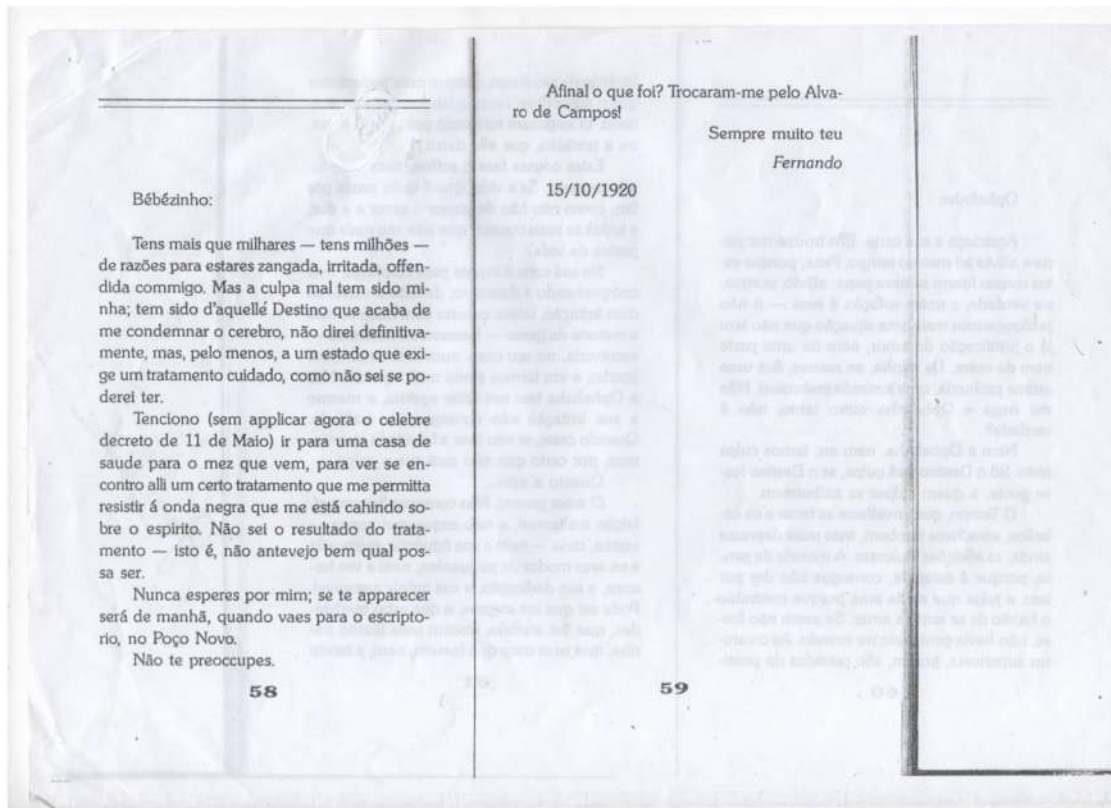 Bébézinho:
Tens mais que milhares — tens milhões —
de razões para estares zangada, irritada, offen-
dida commigo. Mas a culpa mal tem sido mi-
nha; tem sido d'aquellé Destino que acaba de
me condemnar o cerebro, não direi definitiva-
mente, mas, pelo menos, a um estado que exi-
ge um tratamento cuidado, como não sei se po-
derei ter.
Tenciono (sem applicar agora o celebre
decreto de 11 de Maio) ir para uma casa de
saude para o mez que vem, para ver se en-
contro alli um certo tratamento que me permitta
resistir á onda negra que me está cahindo so-
bre o espirito. Não sei o resultado do trata-
mento — isto é, não antevejo bem qual pos-
sa ser.
Nunca esperes por mim; se te apparecer
será de manhã, quando vaes para o escripto-
rio, no Poço Novo.
Não te preoccupes.
58
Afinal o que foi? Trocaram-me pelo Alva-
ro de Campos!
Sempre muito teu
Fernando
15/10/1920
59